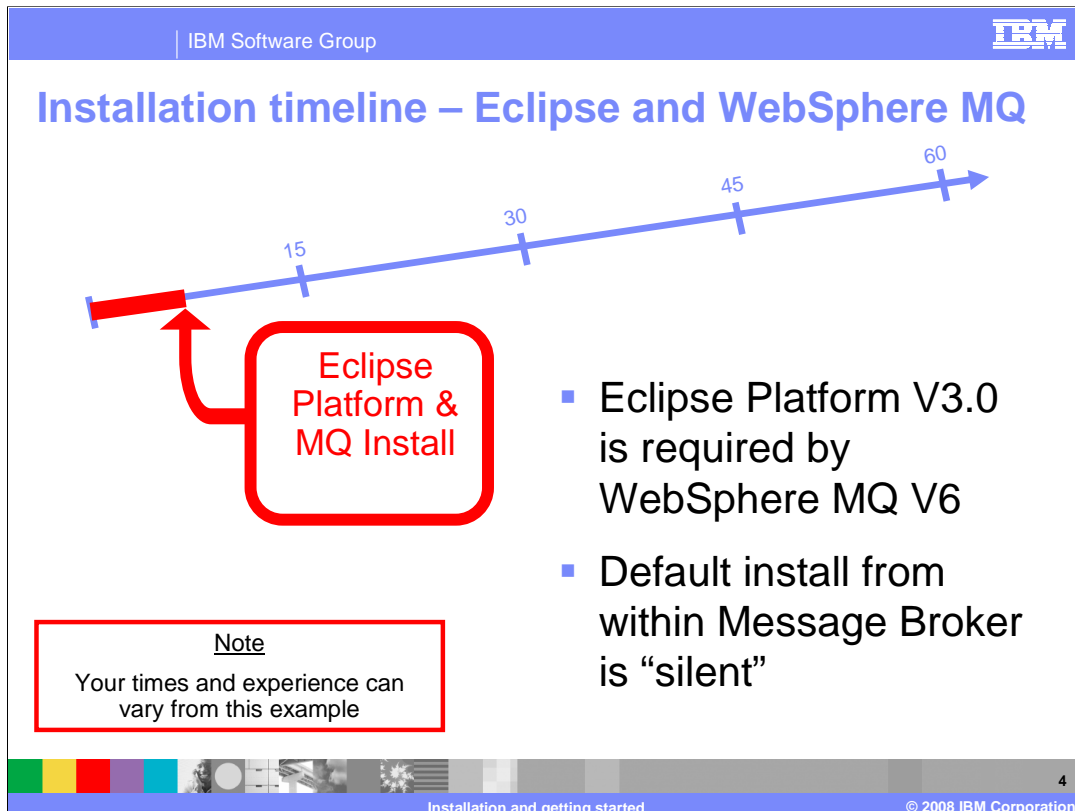 IBM Software Group
IBM
Installation timeline – Eclipse and WebSphere MQ
15
30
45
60
Eclipse
Platform &
MQ Install
Eclipse Platform V3.0
is required by
WebSphere MQ V6
Default install from
within Message Broker
is “silent”
Note
Your times and experience can
vary from this example
4
Installation and getting started
© 2008 IBM Corporation